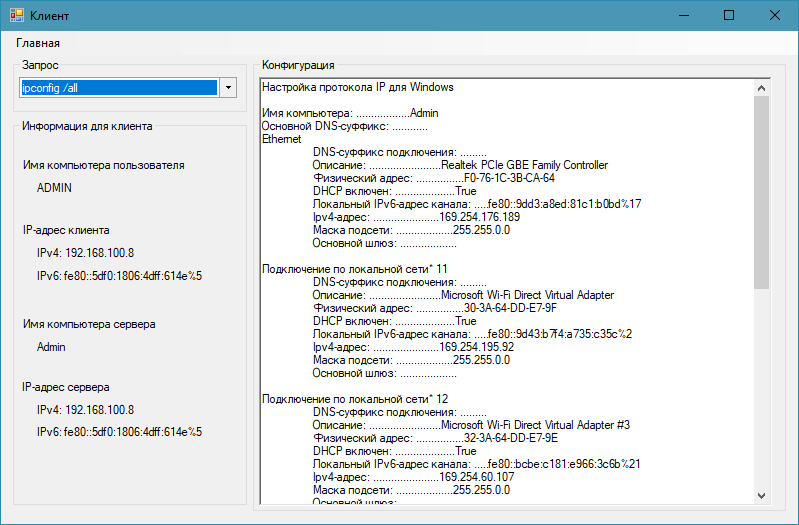 Клиент
Главная
Запрос
ipconfig /all
Информация для клиента
Имя компьютера пользователя
ADMIN
IP-адрес клиента
IPv4: 192.168.100.8
IPv6: fe80::5df0:1806:4dff:614e%5
Имя компьютера сервера
Admin
IP-адрес сервера
IPv4: 192.168.100.8
IPv6: fe80::5df0:1806:4dff:614e%5
Конфигурация
Настройка протокола IP для Windows
Имя компьютера: ..................Admin
Основной DNS-суффикс: ............
Ethernet
DNS-суффикс подключения: .........
Описание: ........................Realtek PCIe GBE Family Controller
Физический адрес: ................F0-76-1C-3B-CA-64
DHCP включен: ....................True
Локальный IPv6-адрес канала: .....fe80::9dd3:a8ed:81c1:b0bd%17
Ipv4-адрес: ......................169.254.176.189
Маска подсети: ...................255.255.0.0
Основной шлюз: ...................
Подключение по локальной сети* 11
DNS-суффикс подключения: .........
Описание: ........................Microsoft Wi-Fi Direct Virtual Adapter
Физический адрес: ................30-3A-64-DD-E7-9F
DHCP включен: ....................True
Локальный IPv6-адрес канала: .....fe80::9d43:b7f4:a735:c35c%2
Ipv4-адрес: ......................169.254.195.92
Маска подсети: ...................255.255.0.0
Основной шлюз: ...................
Подключение по локальной сети* 12
DNS-суффикс подключения: .........
Описание: ........................Microsoft Wi-Fi Direct Virtual Adapter #3
Физический адрес: ................32-3A-64-DD-E7-9E
DHCP включен: ....................True
Локальный IPv6-адрес канала: .....fe80::bcbe:c181:e966:3c6b%21
Ipv4-адрес: ......................169.254.60.107
Маска подсети: ...................255.255.0.0
Основной шлюз: ...................